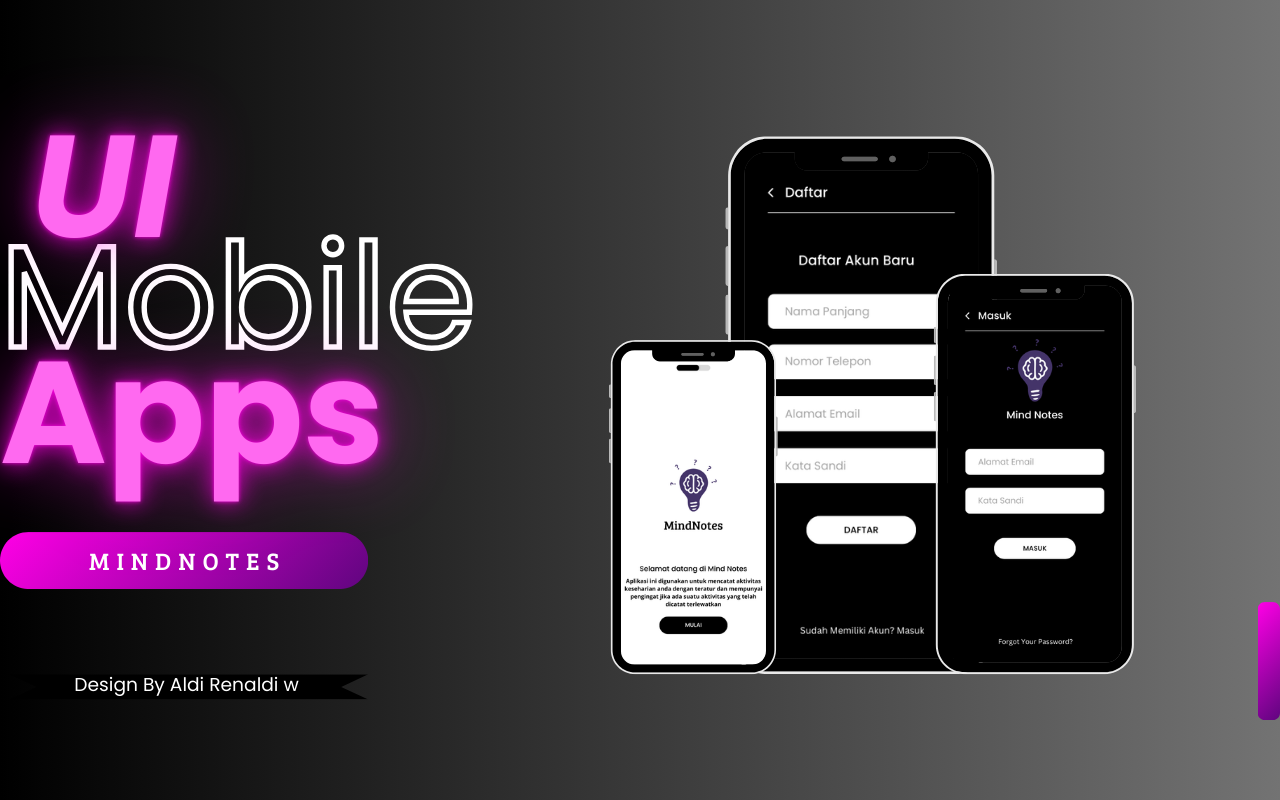 UI
Mobile
Apps
MINDNOTES
Design By Aldi Renaldi w
Daftar
Daftar Akun Baru
Nama Panjang
Nomor Telepon
Alamat Email
Kata Sandi
DAFTAR
Sudah Memiliki Akun? Masuk
MindNotes
Selamat datang di Mind Notes
Aplikasi ini digunakan untuk mencatat aktivitas
keseharian anda dengan teratur dan mempunyai
pengingat jika ada suatu aktivitas yang telah
dicatat terlewatkan
MULAI
Masuk
Mind Notes
Alamat Email
Kata Sandi
MASUK
Forgot Your Password?